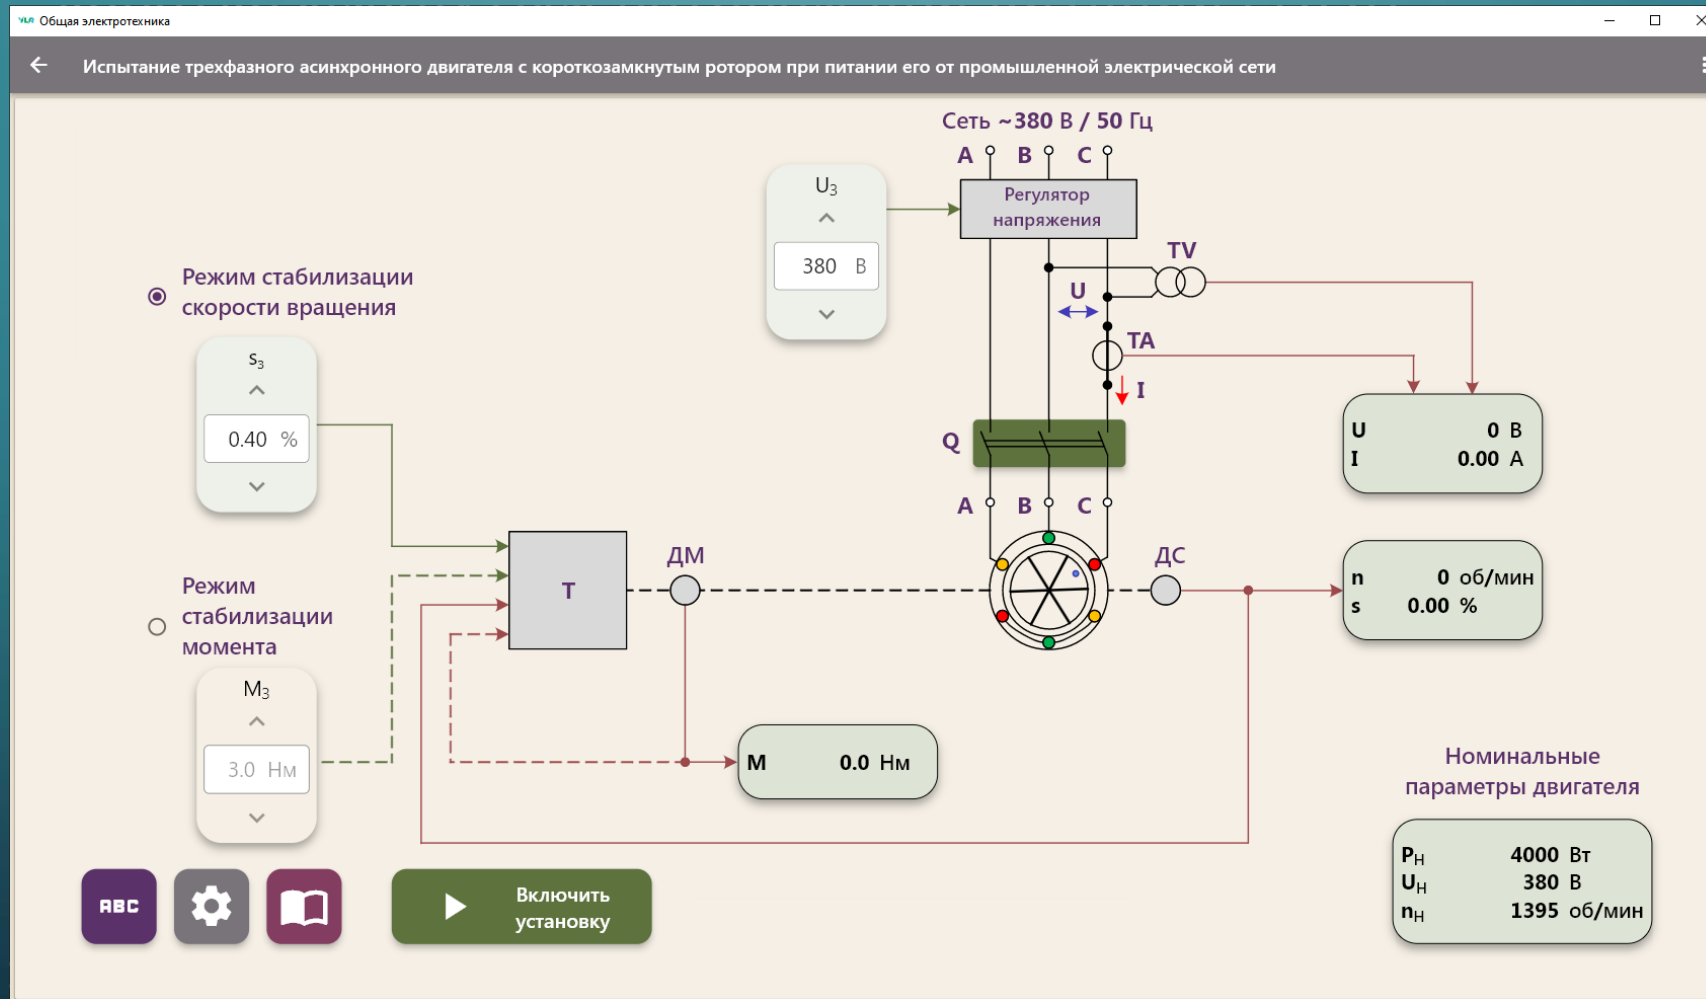 VLR Общая электротехника
Испытание трехфазного асинхронного двигателя с короткозамкнутым ротором при питании его от промышленной электрической сети
Сеть ~380 В / 50 Гц
A B C
U₃
380 В
Регулятор
напряжения
TV
U
TA
I
Режим стабилизации
скорости вращения
s₃
0.40 %
Q
U 0 В
I 0.00 А
A B C
Режим
стабилизации
момента
M₃
3.0 Нм
T
ДМ
ДС
n 0 об/мин
s 0.00 %
M 0.0 Нм
Номинальные
параметры двигателя
Pн 4000 Вт
Uн 380 В
nн 1395 об/мин
ABC
Включить
установку